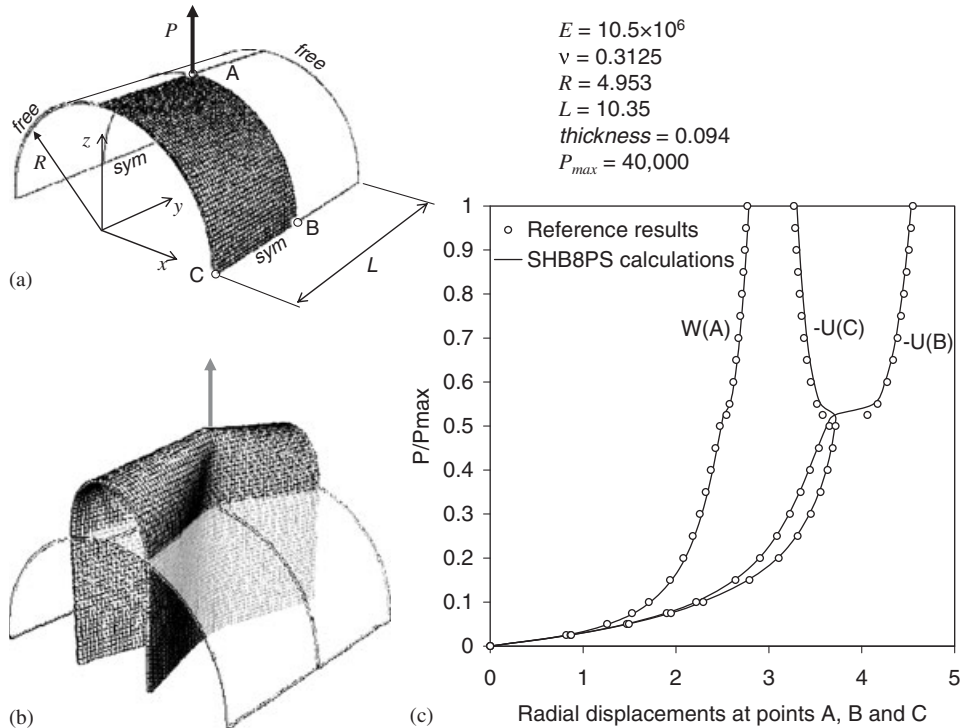 P
A
free
free
R
z
sym
y
x
sym
B
C
L
(a)
E = 10.5×10⁶
ν = 0.3125
R = 4.953
L = 10.35
thickness = 0.094
P_max = 40,000
(b)
1
0.9
0.8
0.7
0.6
0.5
0.4
0.3
0.2
0.1
0
P/Pmax
Reference results
SHB8PS calculations
W(A)
-U(C)
-U(B)
0 1 2 3 4 5
(c)
Radial displacements at points A, B and C